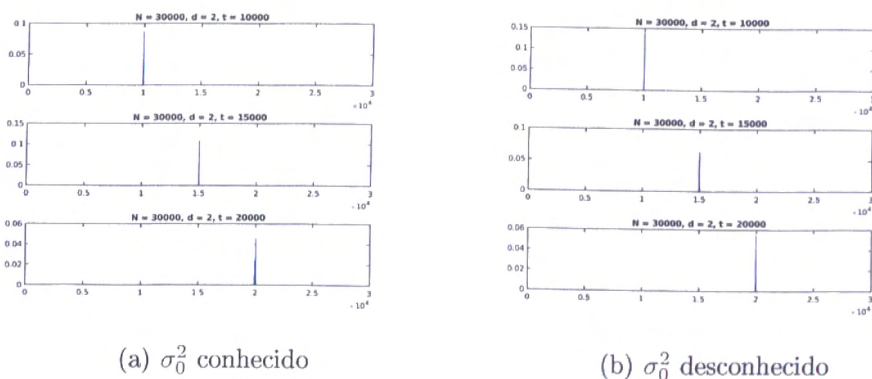 N = 30000, d = 2, t = 10000
0.1
0.05
0
0 0.5 1 1.5 2 2.5 3
· 10⁴
N = 30000, d = 2, t = 15000
0.15
0.1
0.05
0
0 0.5 1 1.5 2 2.5 3
· 10⁴
N = 30000, d = 2, t = 20000
0.06
0.04
0.02
0
0 0.5 1 1.5 2 2.5 3
· 10⁴
(a) σ₀² conhecido
N = 30000, d = 2, t = 10000
0.15
0.1
0.05
0
0 0.5 1 1.5 2 2.5 3
· 10⁴
N = 30000, d = 2, t = 15000
0.1
0.05
0
0 0.5 1 1.5 2 2.5 3
· 10⁴
N = 30000, d = 2, t = 20000
0.06
0.04
0.02
0
0 0.5 1 1.5 2 2.5 3
· 10⁴
(b) σ₀² desconhecido